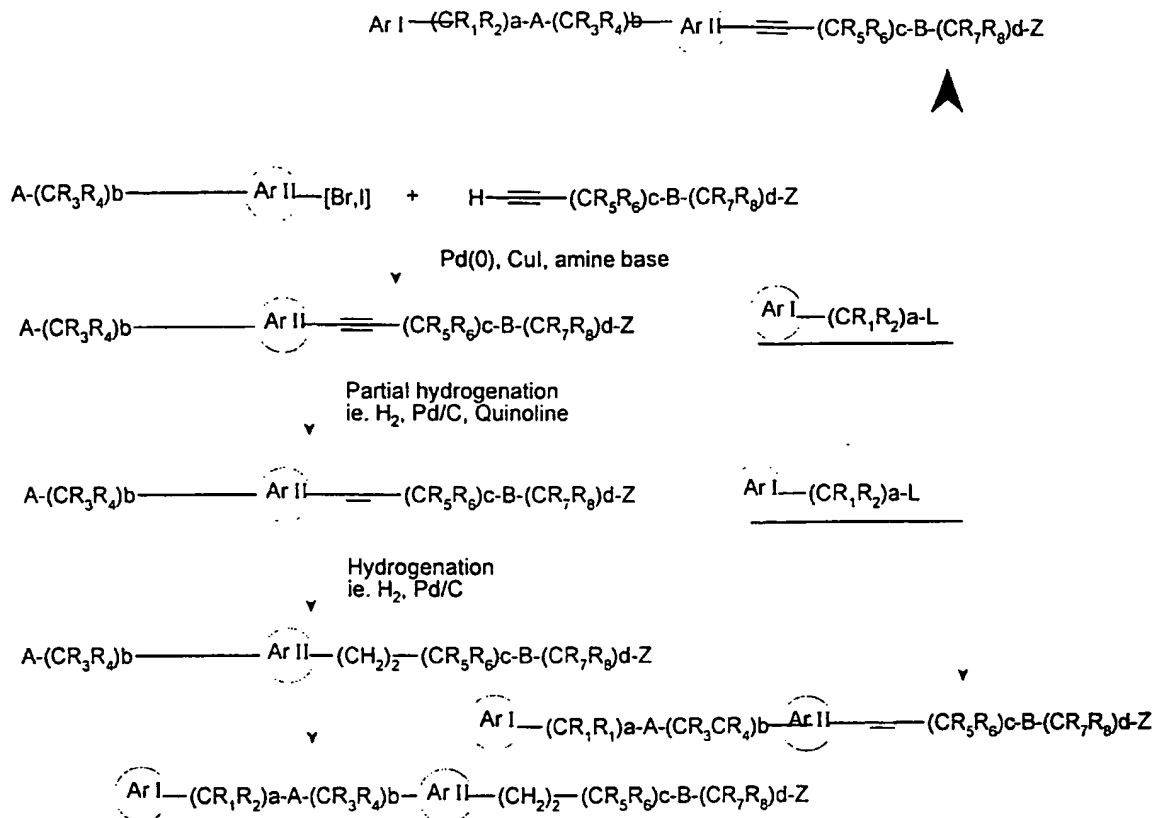 Ar I—(CR₁R₂)a-A-(CR₃R₄)b—Ar II—≡—(CR₅R₆)c-B-(CR₇R₈)d-Z
A-(CR₃R₄)b—Ar II—[Br,I] + H—≡—(CR₅R₆)c-B-(CR₇R₈)d-Z
Pd(0), CuI, amine base
A-(CR₃R₄)b—Ar II—≡—(CR₅R₆)c-B-(CR₇R₈)d-Z Ar I—(CR₁R₂)a-L
Partial hydrogenation
ie. H₂, Pd/C, Quinoline
A-(CR₃R₄)b—Ar II—=—(CR₅R₆)c-B-(CR₇R₈)d-Z Ar I—(CR₁R₂)a-L
Hydrogenation
ie. H₂, Pd/C
A-(CR₃R₄)b—Ar II—(CH₂)₂—(CR₅R₆)c-B-(CR₇R₈)d-Z
Ar I—(CR₁R₁)a-A-(CR₃CR₄)b—Ar II—=—(CR₅R₆)c-B-(CR₇R₈)d-Z
Ar I—(CR₁R₂)a-A-(CR₃R₄)b—Ar II—(CH₂)₂—(CR₅R₆)c-B-(CR₇R₈)d-Z